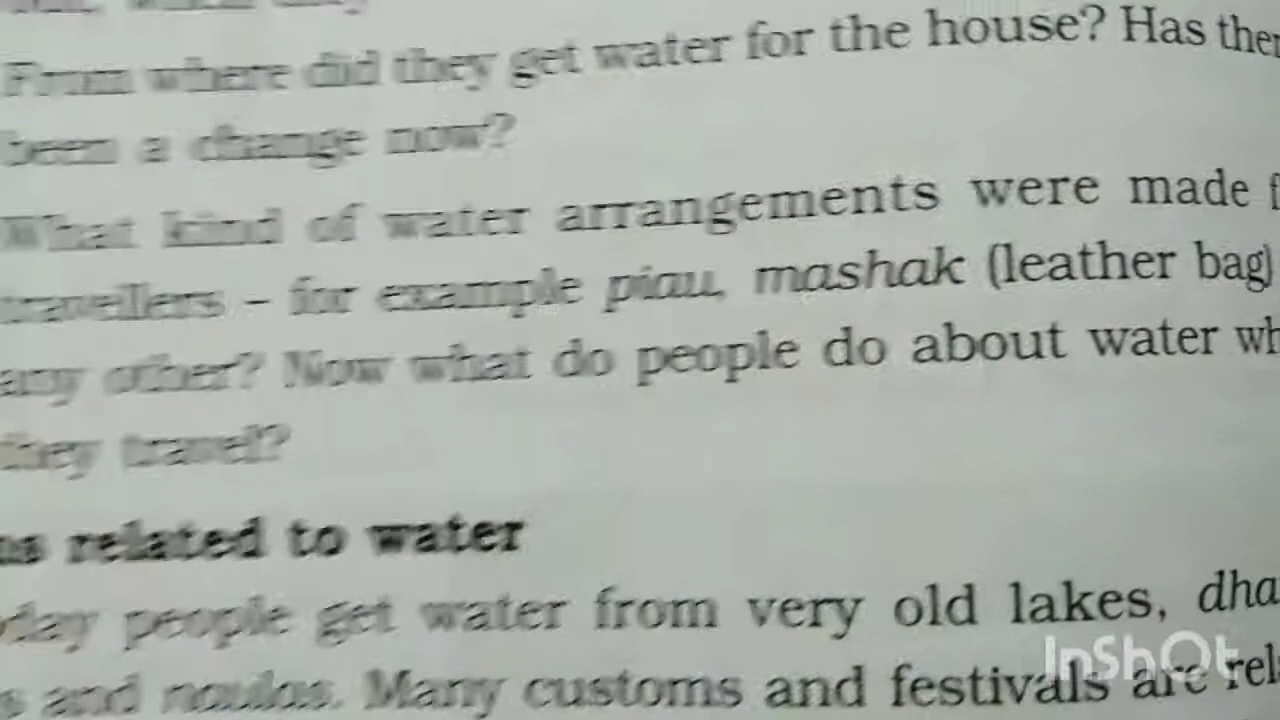 From where did they get water for the house? Has ther
been a change now?
What kind of water arrangements were made f
travellers – for example piau, mashak (leather bag)
any other? Now what do people do about water wh
they travel?
ns related to water
day people get water from very old lakes, dha
s and naulas. Many customs and festivals are rel
InShOt